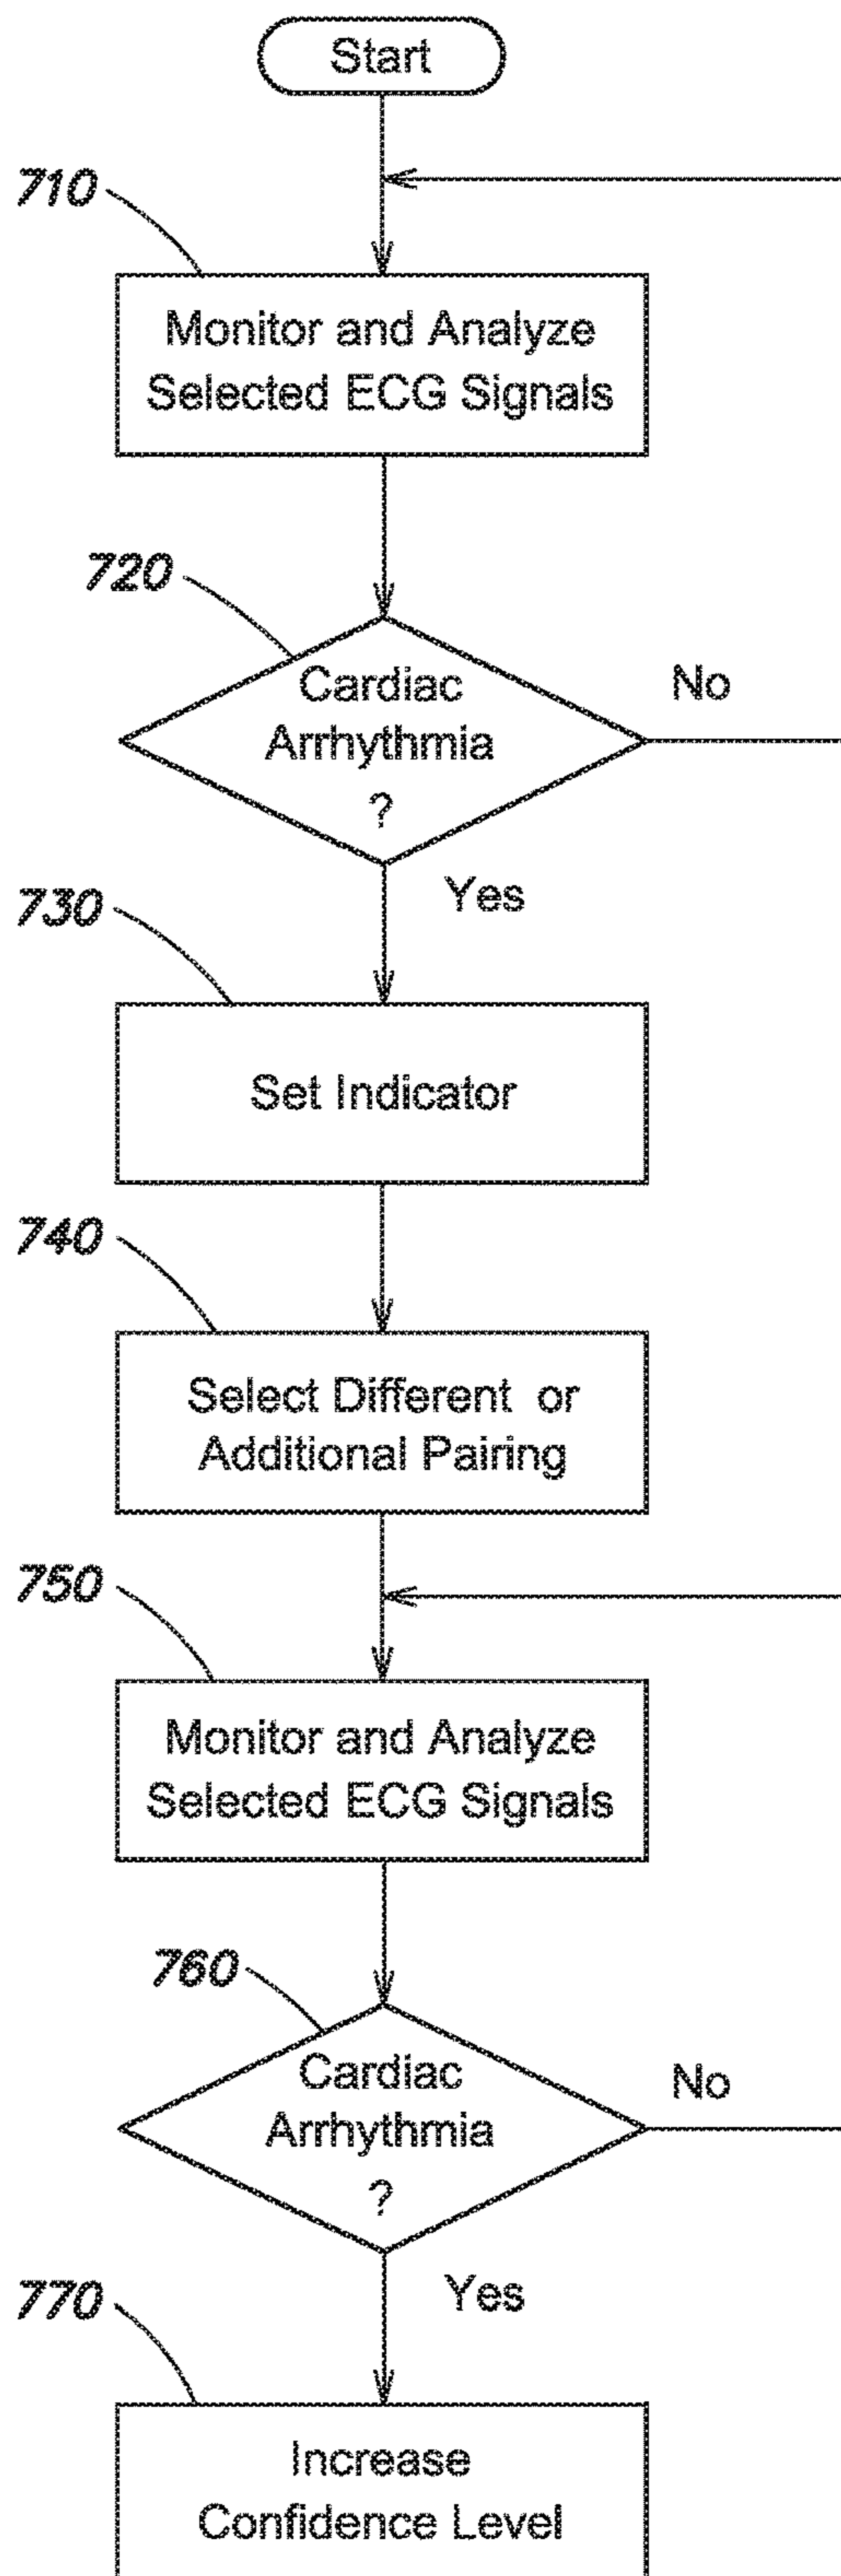 Start
710
Monitor and Analyze
Selected ECG Signals
720
Cardiac
Arrhythmia
?
No
Yes
730
Set Indicator
740
Select Different or
Additional Pairing
750
Monitor and Analyze
Selected ECG Signals
760
Cardiac
Arrhythmia
?
No
Yes
770
Increase
Confidence Level